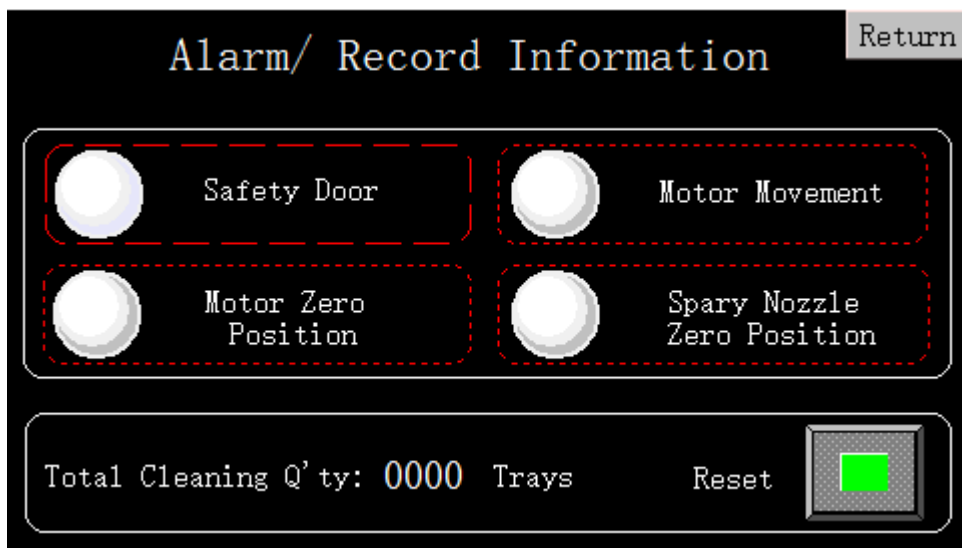 Return
Alarm/ Record Information
Safety Door
Motor Movement
Motor Zero
Position
Spary Nozzle
Zero Position
Total Cleaning Q'ty: 0000 Trays
Reset